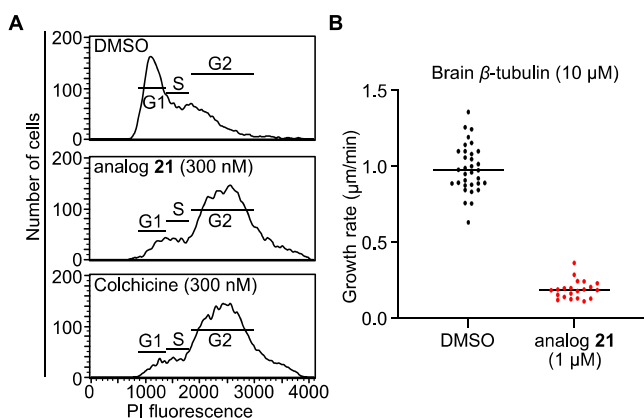 A
Number of cells
200
100
0
DMSO
G1
S
G2
200
100
0
analog 21 (300 nM)
G1
S
G2
200
100
0
Colchicine (300 nM)
G1
S
G2
0 1000 2000 3000 4000
PI fluorescence
B
Brain β-tubulin (10 µM)
Growth rate (µm/min)
1.5
1.0
0.5
0.0
DMSO
analog 21
(1 µM)